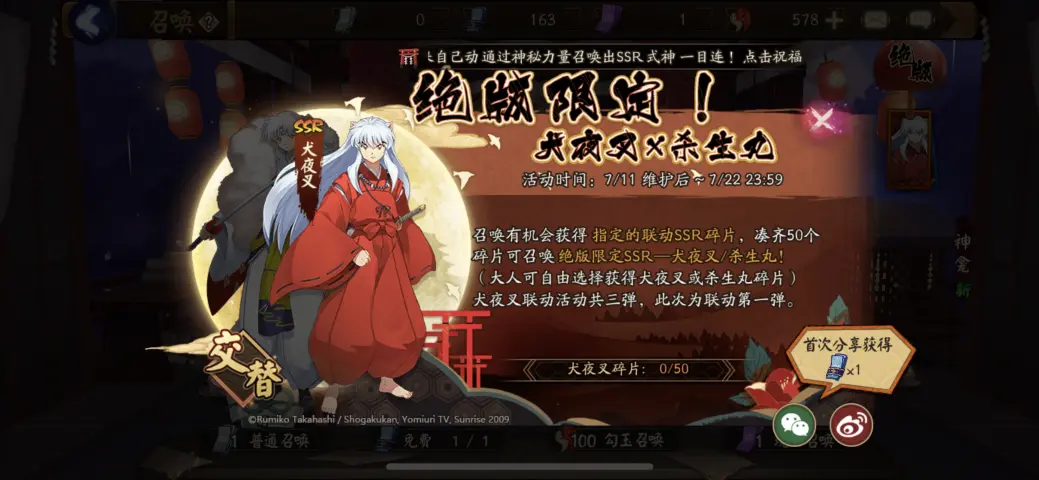 召唤
0
163
1
578
自己动 通过神秘力量召唤出SSR 式神 一目连！ 点击祝福
绝版
绝版限定！
犬夜叉×杀生丸
活动时间：7/11 维护后 ~ 7/22 23:59
SSR
犬夜叉
召唤有机会获得 指定的联动SSR碎片，凑齐50个
碎片可召唤 绝版限定SSR—犬夜叉/杀生丸!
（大人可自由选择获得犬夜叉或杀生丸碎片）
犬夜叉联动活动共三弹，此次为联动第一弹。
神龛
新
交替
犬夜叉碎片： 0/50
首次分享获得
x1
©Rumiko Takahashi / Shogakukan, Yomiuri TV, Sunrise 2009
1 普通召唤
免费 1 / 1
100 勾玉召唤
1
召唤